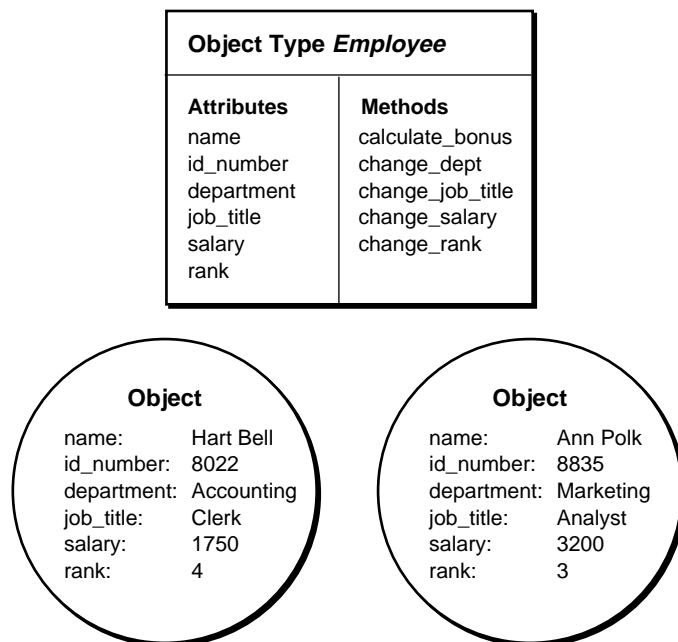 Object Type Employee
Attributes
name
id_number
department
job_title
salary
rank
Methods
calculate_bonus
change_dept
change_job_title
change_salary
change_rank
Object
name: Hart Bell
id_number: 8022
department: Accounting
job_title: Clerk
salary: 1750
rank: 4
Object
name: Ann Polk
id_number: 8835
department: Marketing
job_title: Analyst
salary: 3200
rank: 3